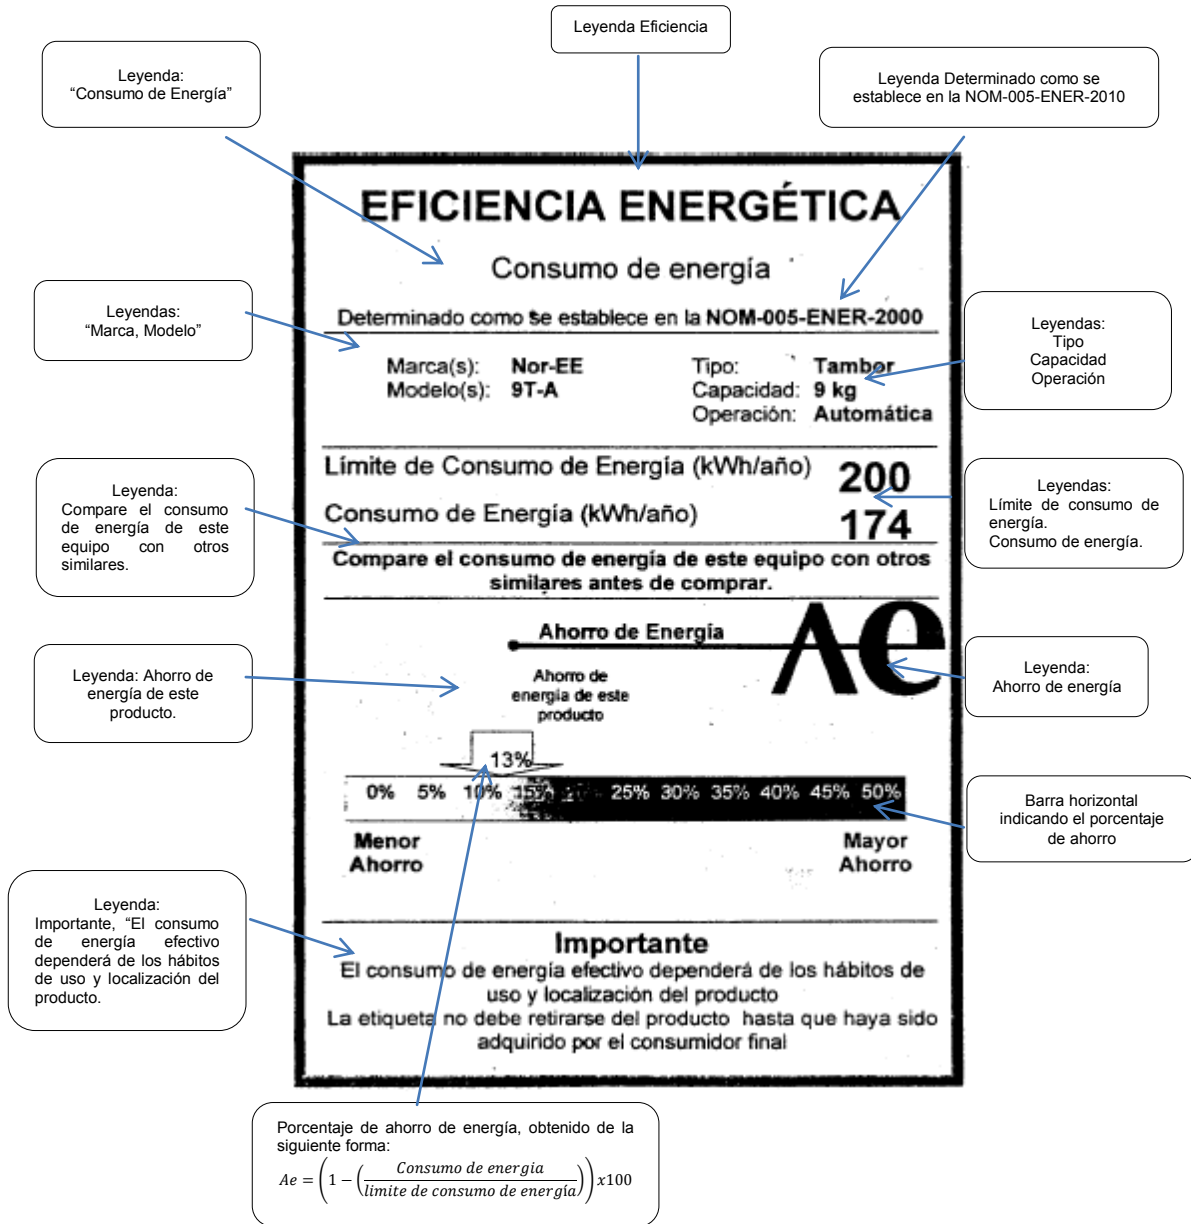 Leyenda Eficiencia
Leyenda:
“Consumo de Energía”
Leyenda Determinado como se
establece en la NOM-005-ENER-2010
EFICIENCIA ENERGÉTICA
Consumo de energía
Determinado como se establece en la NOM-005-ENER-2000
Leyendas:
“Marca, Modelo”
Marca(s): Nor-EE
Modelo(s): 9T-A
Tipo: Tambor
Capacidad: 9 kg
Operación: Automática
Leyendas:
Tipo
Capacidad
Operación
Límite de Consumo de Energía (kWh/año) 200
Consumo de Energía (kWh/año) 174
Leyenda:
Compare el consumo
de energía de este
equipo con otros
similares.
Leyendas:
Límite de consumo de
energía.
Consumo de energía.
Compare el consumo de energía de este equipo con otros
similares antes de comprar.
Ahorro de Energía
Ae
Leyenda: Ahorro de
energía de este
producto.
Ahorro de
energia de este
producto
Leyenda:
Ahorro de energía
13%
0% 5% 10% 15% 25% 30% 35% 40% 45% 50%
Menor
Ahorro
Mayor
Ahorro
Barra horizontal
indicando el porcentaje
de ahorro
Leyenda:
Importante, “El consumo
de energía efectivo
dependerá de los hábitos
de uso y localización del
producto.
Importante
El consumo de energía efectivo dependerá de los hábitos de
uso y localización del producto
La etiqueta no debe retirarse del producto hasta que haya sido
adquirido por el consumidor final
Porcentaje de ahorro de energía, obtenido de la
siguiente forma:
Ae = (1 − (Consumo de energia / limite de consumo de energía)) x100